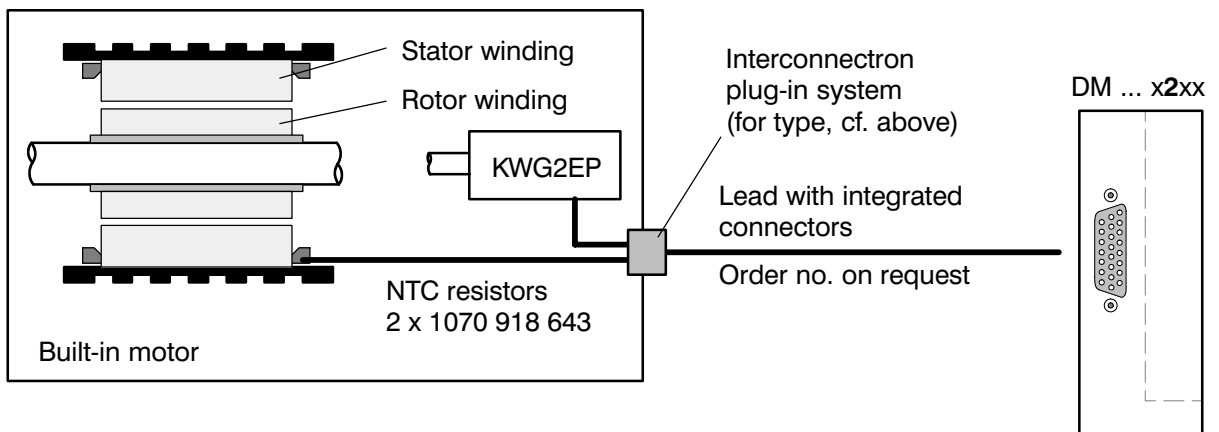 Stator winding
Rotor winding
KWG2EP
NTC resistors
2 x 1070 918 643
Built-in motor
Interconnectron
plug-in system
(for type, cf. above)
Lead with integrated
connectors
Order no. on request
DM ... x2xx